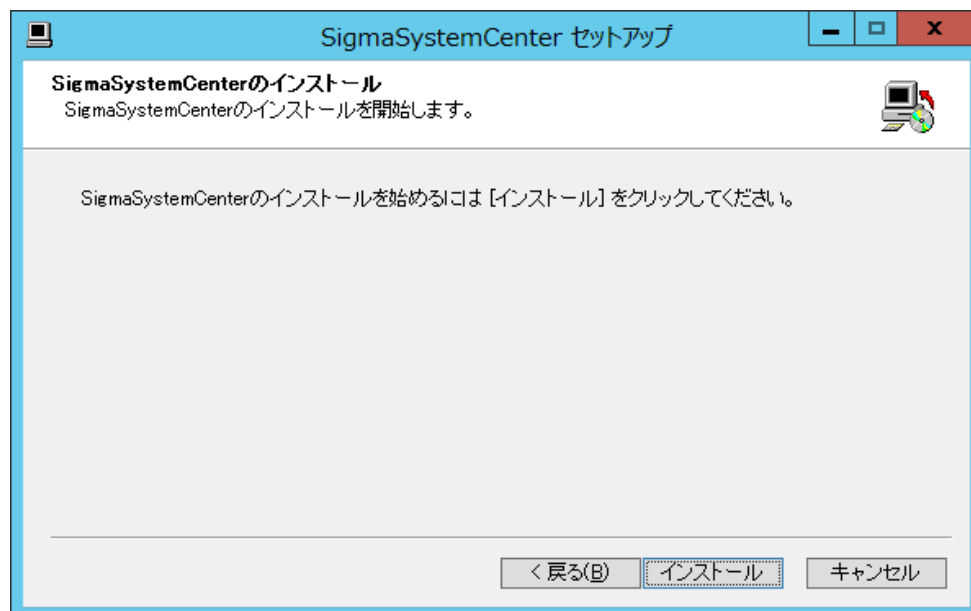 SigmaSystemCenter セットアップ
SigmaSystemCenterのインストール
SigmaSystemCenterのインストールを開始します。
SigmaSystemCenterのインストールを始めるには [インストール] をクリックしてください。
< 戻る(B) インストール キャンセル